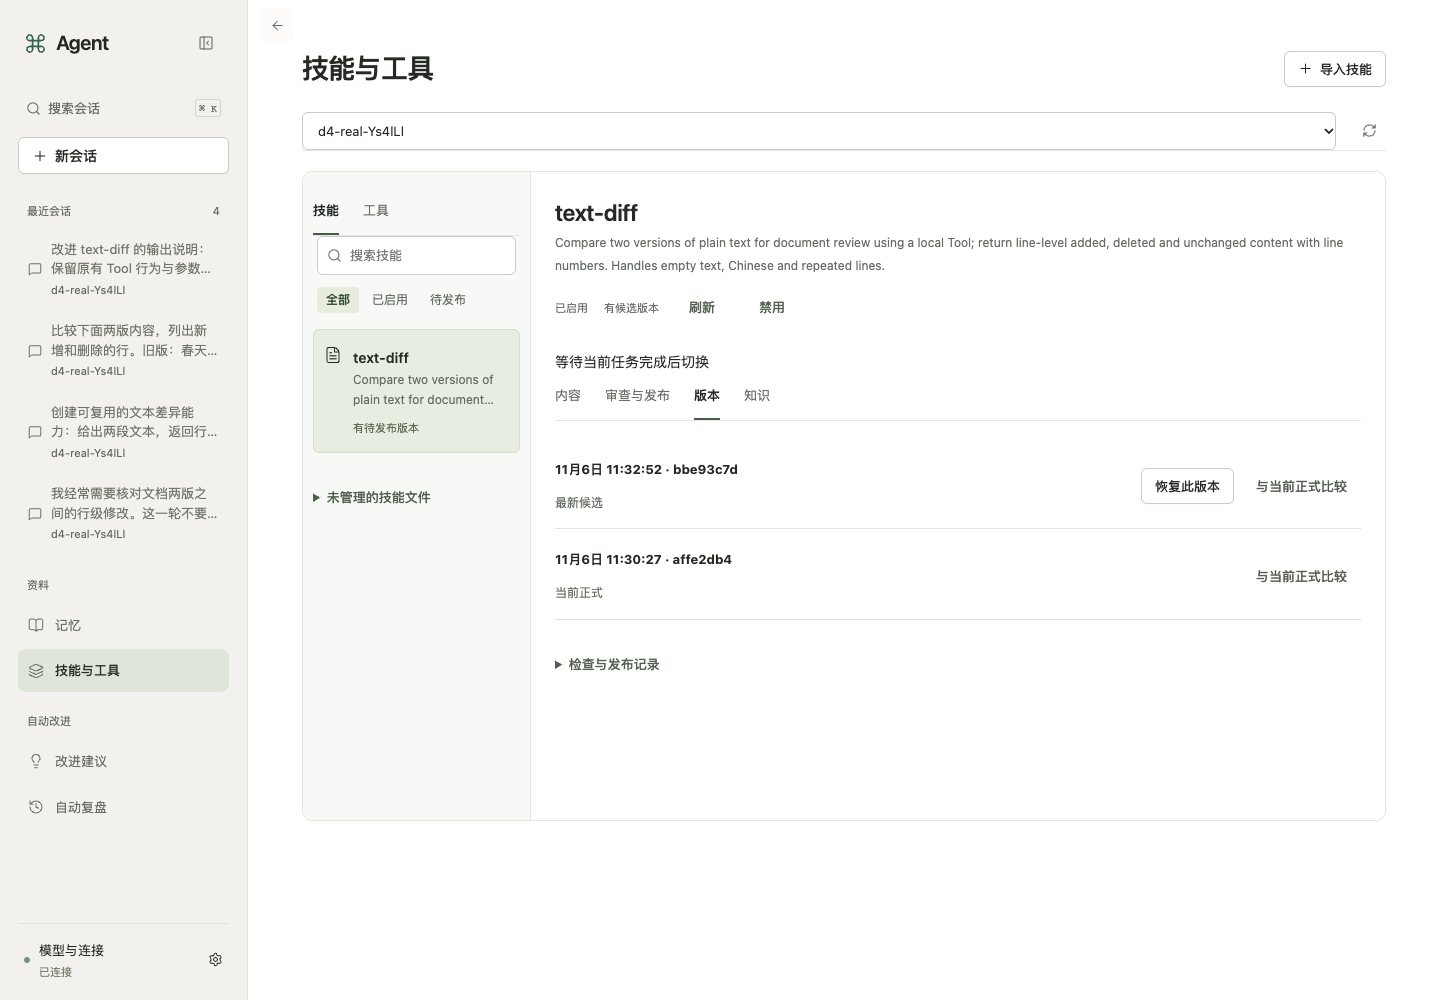 Agent
搜索会话
⌘ K
新会话
最近会话
4
改进 text-diff 的输出说明：
保留原有 Tool 行为与参数...
d4-real-Ys4lLl
比较下面两版内容，列出新
增和删除的行。旧版：春天...
d4-real-Ys4lLl
创建可复用的文本差异能
力：给出两段文本，返回行...
d4-real-Ys4lLl
我经常需要核对文档两版之
间的行级修改。这一轮不要...
d4-real-Ys4lLl
资料
记忆
技能与工具
自动改进
改进建议
自动复盘
模型与连接
已连接
技能与工具
导入技能
d4-real-Ys4lLl
技能
工具
搜索技能
全部
已启用
待发布
text-diff
Compare two versions of
plain text for document...
有待发布版本
未管理的技能文件
text-diff
Compare two versions of plain text for document review using a local Tool; return line-level added, deleted and unchanged content with line
numbers. Handles empty text, Chinese and repeated lines.
已启用
有候选版本
刷新
禁用
等待当前任务完成后切换
内容
审查与发布
版本
知识
11月6日 11:32:52 · bbe93c7d
最新候选
恢复此版本
与当前正式比较
11月6日 11:30:27 · affe2db4
当前正式
与当前正式比较
检查与发布记录